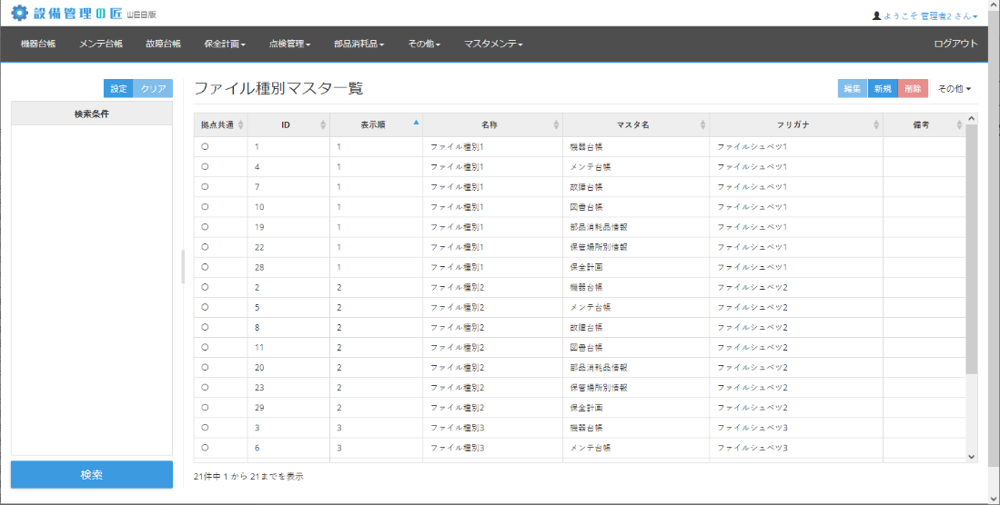 設備管理の匠 WEB版
ようこそ 管理者2 さん
機器台帳 メンテ台帳 故障台帳 保全計画 点検管理 部品消耗品 その他 マスタメンテ ログアウト
設定 クリア
検索条件
検索
ファイル種別マスター覧
編集 新規 削除 その他
拠点共通 ID 表示順 名称 マスタ名 フリガナ 備考
○ 1 1 ファイル種別1 機器台帳 ファイルシュベツ1
○ 4 1 ファイル種別1 メンテ台帳 ファイルシュベツ1
○ 7 1 ファイル種別1 故障台帳 ファイルシュベツ1
○ 10 1 ファイル種別1 図書台帳 ファイルシュベツ1
○ 19 1 ファイル種別1 部品消耗品情報 ファイルシュベツ1
○ 22 1 ファイル種別1 保管場所別情報 ファイルシュベツ1
○ 28 1 ファイル種別1 保全計画 ファイルシュベツ1
○ 2 2 ファイル種別2 機器台帳 ファイルシュベツ2
○ 5 2 ファイル種別2 メンテ台帳 ファイルシュベツ2
○ 8 2 ファイル種別2 故障台帳 ファイルシュベツ2
○ 11 2 ファイル種別2 図書台帳 ファイルシュベツ2
○ 20 2 ファイル種別2 部品消耗品情報 ファイルシュベツ2
○ 23 2 ファイル種別2 保管場所別情報 ファイルシュベツ2
○ 29 2 ファイル種別2 保全計画 ファイルシュベツ2
○ 3 3 ファイル種別3 機器台帳 ファイルシュベツ3
○ 6 3 ファイル種別3 メンテ台帳 ファイルシュベツ3
21件中 1 から 21までを表示